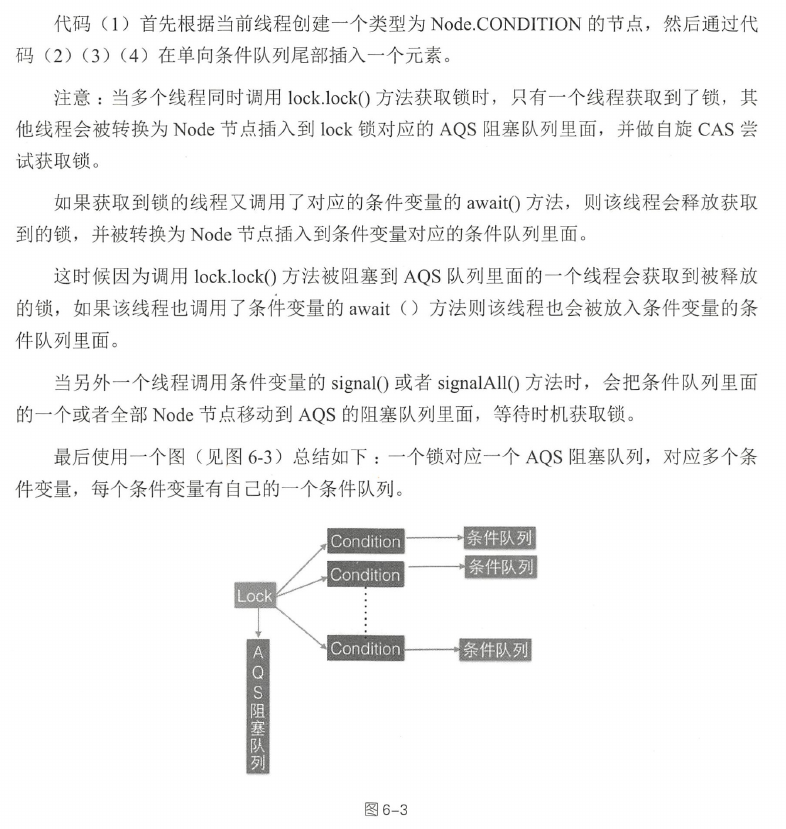 代码（1）首先根据当前线程创建一个类型为 Node.CONDITION 的节点，然后通过代
码（2）（3）（4）在单向条件队列尾部插入一个元素。
注意：当多个线程同时调用 lock.lock() 方法获取锁时，只有一个线程获取到了锁，其
他线程会被转换为 Node 节点插入到 lock 锁对应的 AQS 阻塞队列里面，并做自旋 CAS 尝
试获取锁。
如果获取到锁的线程又调用了对应的条件变量的 await() 方法，则该线程会释放获取
到的锁，并被转换为 Node 节点插入到条件变量对应的条件队列里面。
这时候因为调用 lock.lock() 方法被阻塞到 AQS 队列里面的一个线程会获取到被释放
的锁，如果该线程也调用了条件变量的 await（）方法则该线程也会被放入条件变量的条
件队列里面。
当另外一个线程调用条件变量的 signal() 或者 signalAll() 方法时，会把条件队列里面
的一个或者全部 Node 节点移动到 AQS 的阻塞队列里面，等待时机获取锁。
最后使用一个图（见图 6-3）总结如下：一个锁对应一个 AQS 阻塞队列，对应多个条
件变量，每个条件变量有自己的一个条件队列。
Condition 条件队列
Condition 条件队列
Lock
Condition 条件队列
AQS阻塞队列
图 6-3